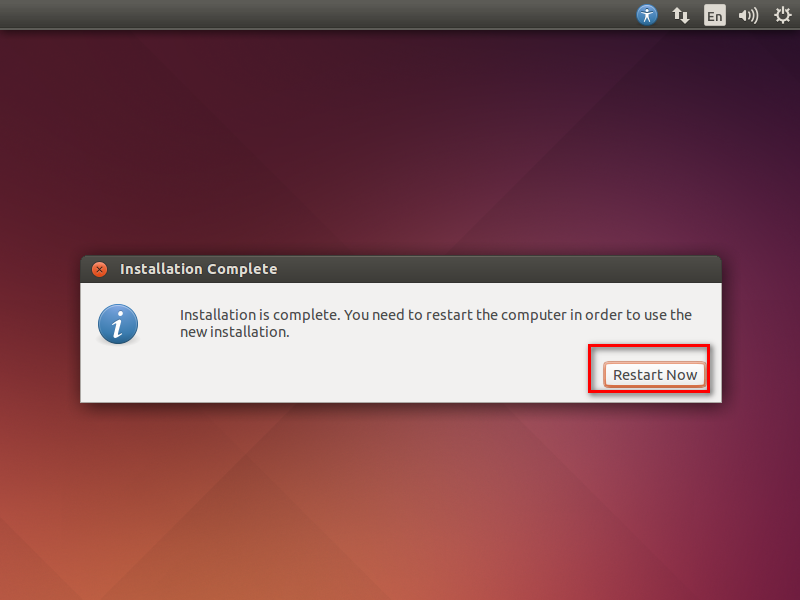 En
Installation Complete
Installation is complete. You need to restart the computer in order to use the
new installation.
Restart Now